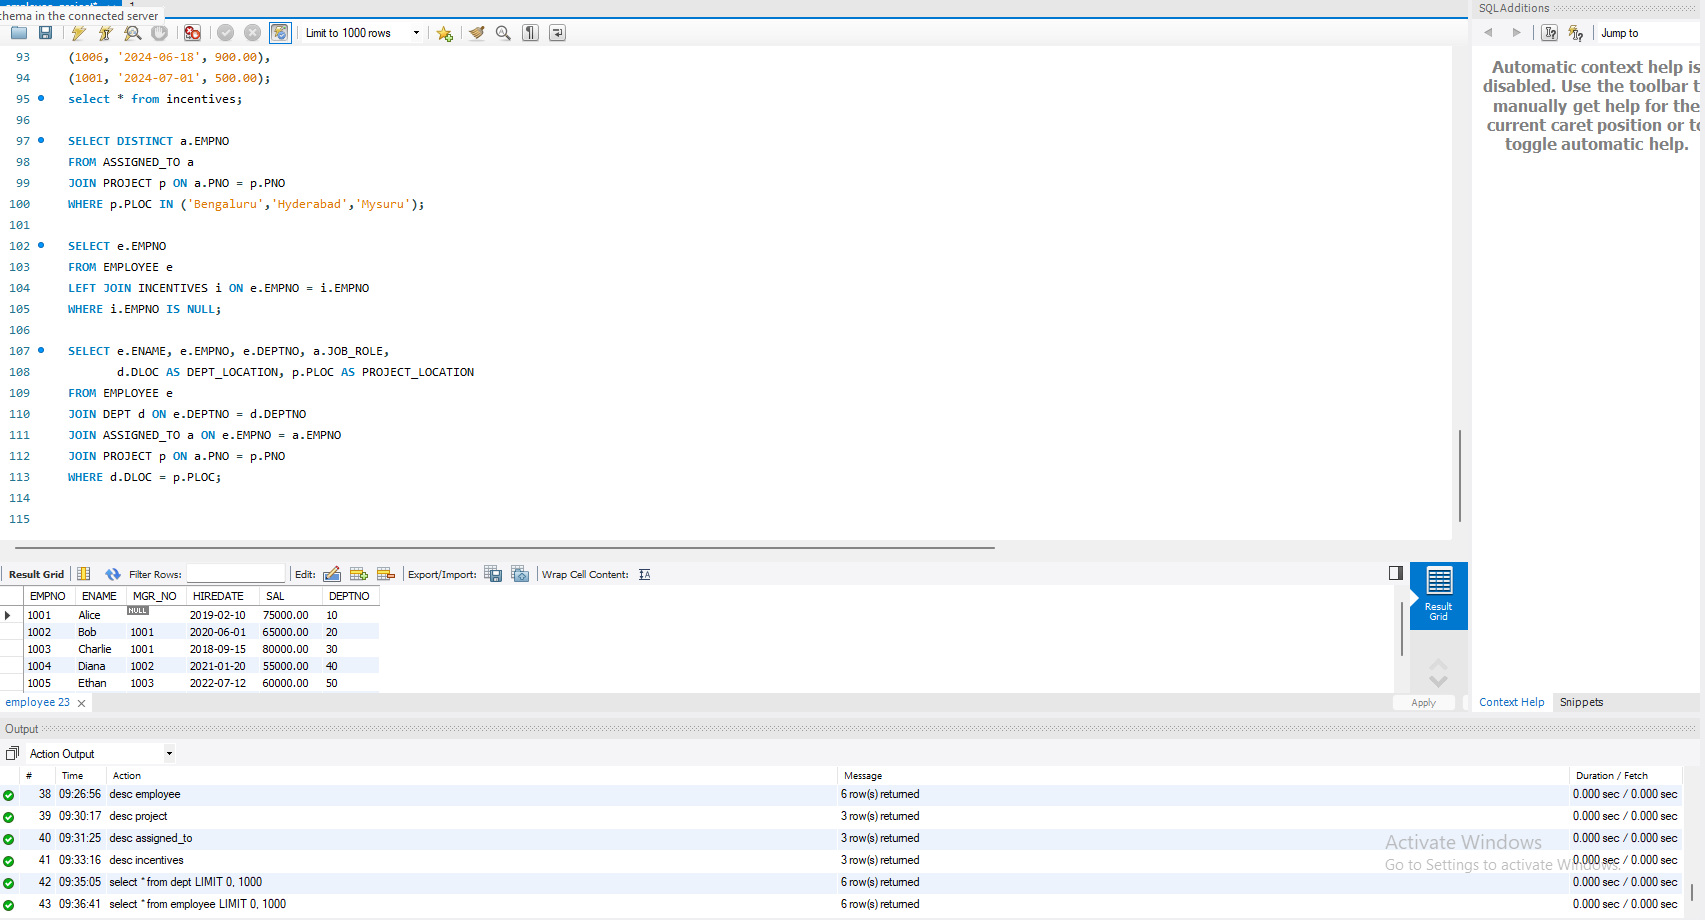 chema in the connected server
Limit to 1000 rows
SQLAdditions
Jump to
Automatic context help is
disabled. Use the toolbar t
manually get help for the
current caret position or to
toggle automatic help.
93 (1006, '2024-06-18', 900.00),
94 (1001, '2024-07-01', 500.00);
95 select * from incentives;
96
97 SELECT DISTINCT a.EMPNO
98 FROM ASSIGNED_TO a
99 JOIN PROJECT p ON a.PNO = p.PNO
100 WHERE p.PLOC IN ('Bengaluru','Hyderabad','Mysuru');
101
102 SELECT e.EMPNO
103 FROM EMPLOYEE e
104 LEFT JOIN INCENTIVES i ON e.EMPNO = i.EMPNO
105 WHERE i.EMPNO IS NULL;
106
107 SELECT e.ENAME, e.EMPNO, e.DEPTNO, a.JOB_ROLE,
108 d.DLOC AS DEPT_LOCATION, p.PLOC AS PROJECT_LOCATION
109 FROM EMPLOYEE e
110 JOIN DEPT d ON e.DEPTNO = d.DEPTNO
111 JOIN ASSIGNED_TO a ON e.EMPNO = a.EMPNO
112 JOIN PROJECT p ON a.PNO = p.PNO
113 WHERE d.DLOC = p.PLOC;
114
115
Result Grid Filter Rows: Edit: Export/Import: Wrap Cell Content:
EMPNO ENAME MGR_NO HIREDATE SAL DEPTNO
1001 Alice NULL 2019-02-10 75000.00 10
1002 Bob 1001 2020-06-01 65000.00 20
1003 Charlie 1001 2018-09-15 80000.00 30
1004 Diana 1002 2021-01-20 55000.00 40
1005 Ethan 1003 2022-07-12 60000.00 50
Result
Grid
employee 23
Apply
Context Help Snippets
Output
Action Output
# Time Action Message Duration / Fetch
38 09:26:56 desc employee 6 row(s) returned 0.000 sec / 0.000 sec
39 09:30:17 desc project 3 row(s) returned 0.000 sec / 0.000 sec
40 09:31:25 desc assigned_to 3 row(s) returned 0.000 sec / 0.000 sec
41 09:33:16 desc incentives 3 row(s) returned 0.000 sec / 0.000 sec
42 09:35:05 select * from dept LIMIT 0, 1000 6 row(s) returned 0.000 sec / 0.000 sec
43 09:36:41 select * from employee LIMIT 0, 1000 6 row(s) returned 0.000 sec / 0.000 sec
Activate Windows
Go to Settings to activate Windows.